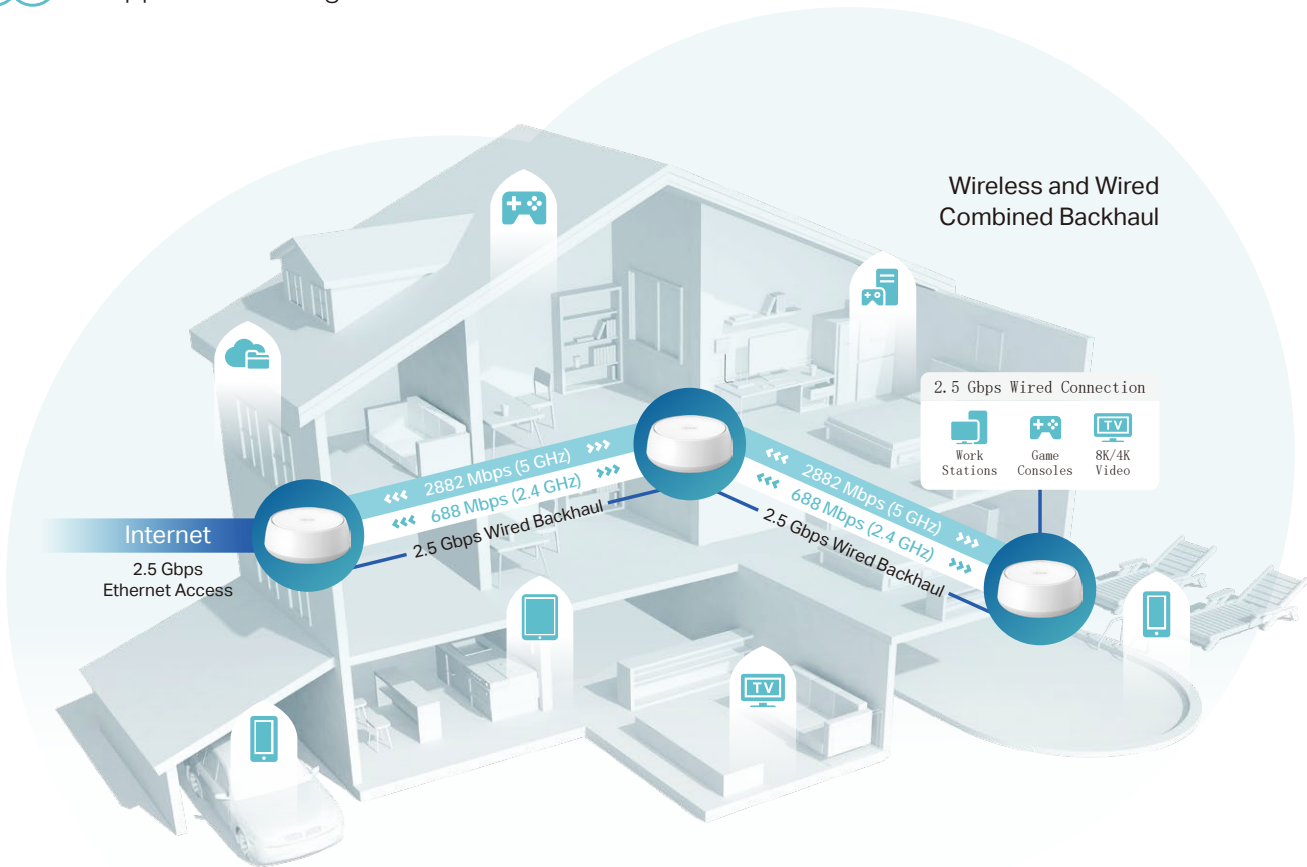 Wireless and Wired
Combined Backhaul
2.5 Gbps Wired Connection
Work
Stations
Game
Consoles
TV
8K/4K
Video
2882 Mbps (5 GHz)
688 Mbps (2.4 GHz)
2.5 Gbps Wired Backhaul
2882 Mbps (5 GHz)
688 Mbps (2.4 GHz)
2.5 Gbps Wired Backhaul
Internet
2.5 Gbps
Ethernet Access
TV